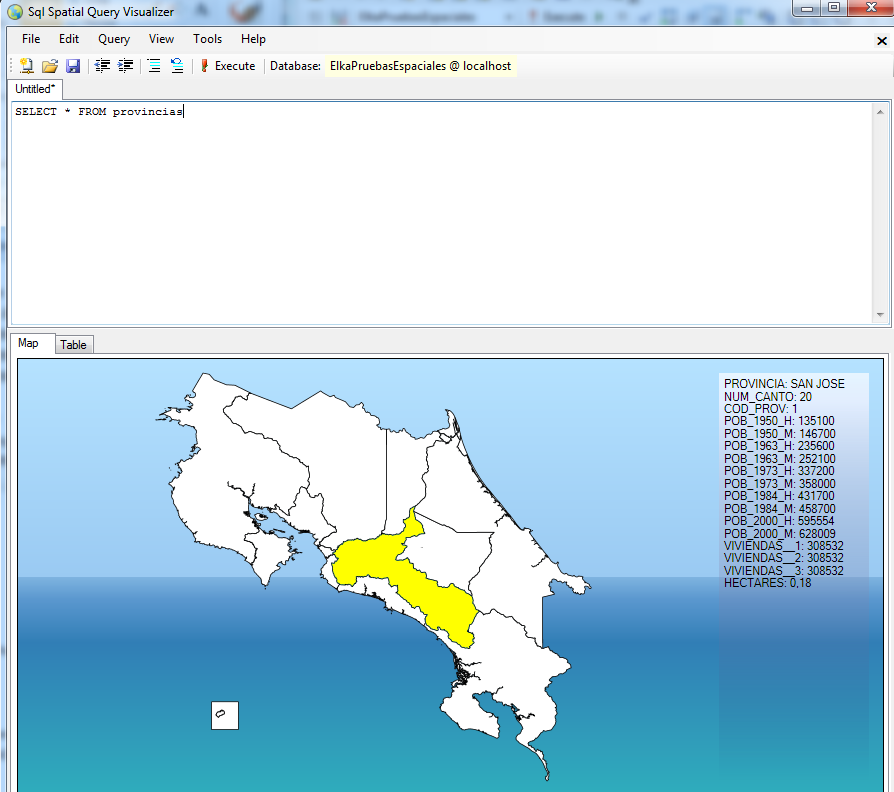 Sql Spatial Query Visualizer
File Edit Query View Tools Help
Execute Database: ElkaPruebasEspaciales @ localhost
Untitled*
SELECT * FROM provincias
Map Table
PROVINCIA: SAN JOSE
NUM_CANTO: 20
COD_PROV: 1
POB_1950_H: 135100
POB_1950_M: 146700
POB_1963_H: 235600
POB_1963_M: 252100
POB_1973_H: 337200
POB_1973_M: 358000
POB_1984_H: 431700
POB_1984_M: 458700
POB_2000_H: 595554
POB_2000_M: 628009
VIVIENDAS__1: 308532
VIVIENDAS__2: 308532
VIVIENDAS__3: 308532
HECTARES: 0,18